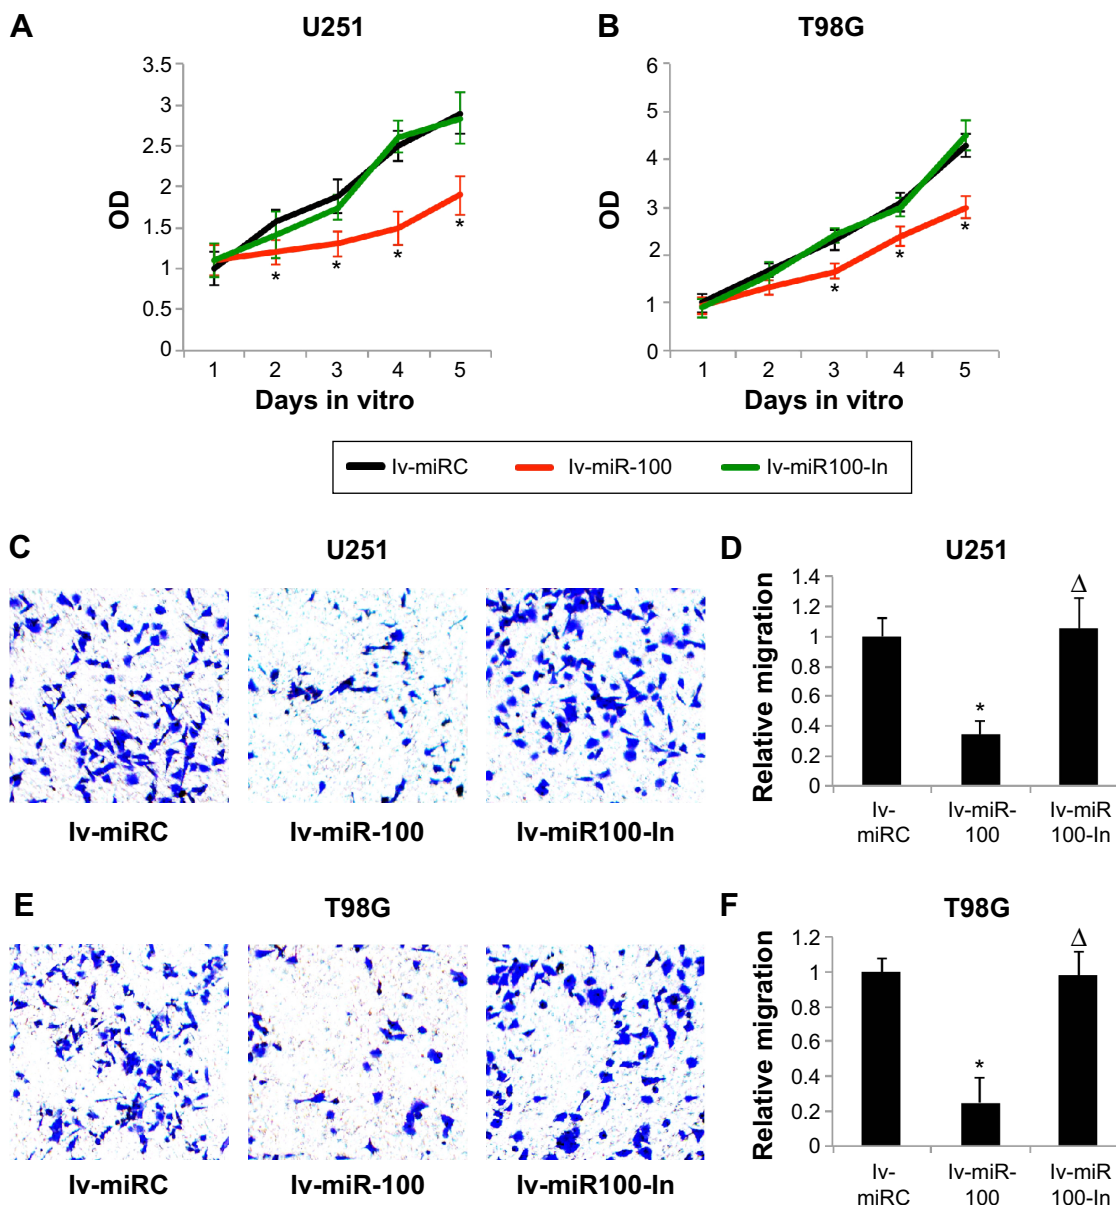 A
U251
B
T98G
3.5
3
2.5
2
1.5
1
0.5
0
OD
1 2 3 4 5
Days in vitro
* * * *
6
5
4
3
2
1
0
OD
1 2 3 4 5
Days in vitro
* * *
lv-miRC lv-miR-100 lv-miR100-In
C
U251
lv-miRC lv-miR-100 lv-miR100-In
D
U251
Relative migration
1.4
1.2
1
0.8
0.6
0.4
0.2
0
* Δ
lv-
miRC
lv-miR-
100
lv-miR
100-In
E
T98G
lv-miRC lv-miR-100 lv-miR100-In
F
T98G
Relative migration
1.2
1
0.8
0.6
0.4
0.2
0
* Δ
lv-
miRC
lv-miR-
100
lv-miR
100-In